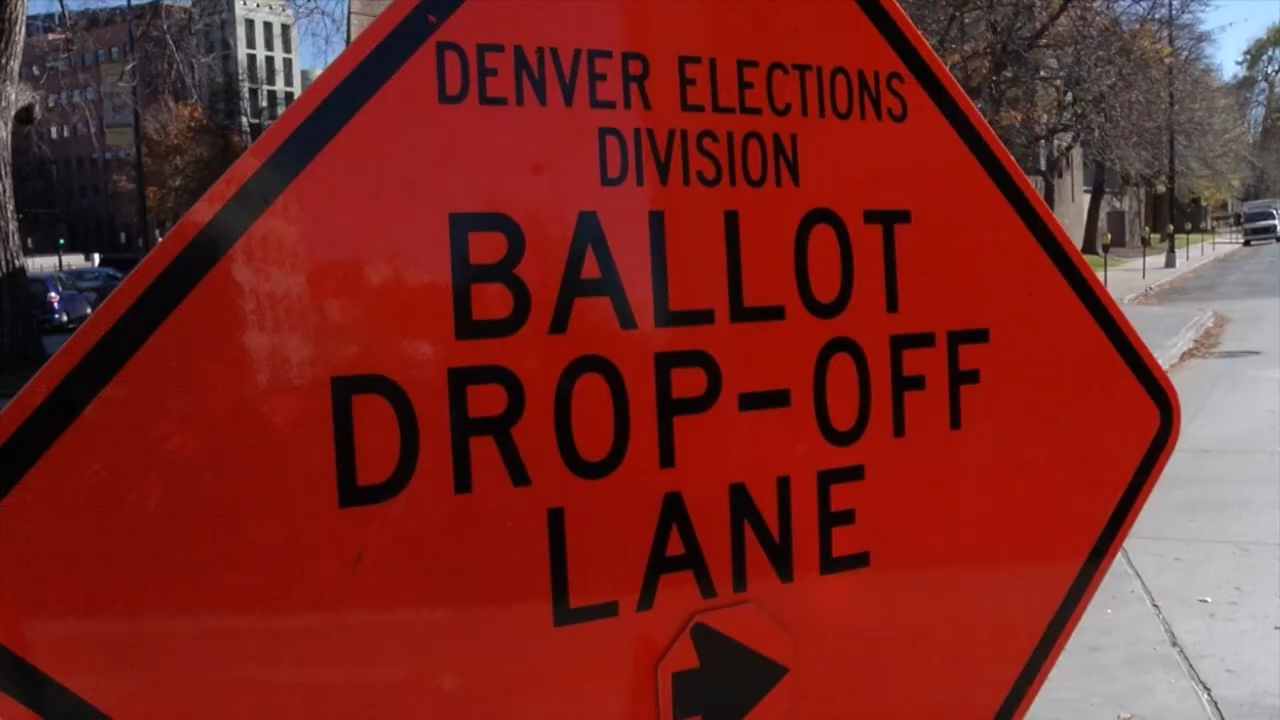 DENVER ELECTIONS
DIVISION
BALLOT
DROP-OFF
LANE